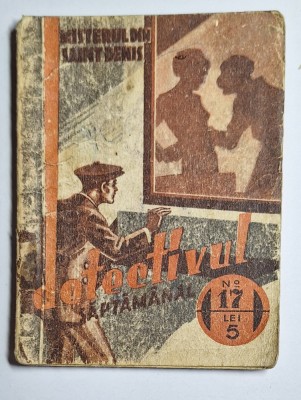 MISTERUL DIN
SAINT DENIS
detectivul
SĂPTĂMÂNAL
No
17
LEI
5